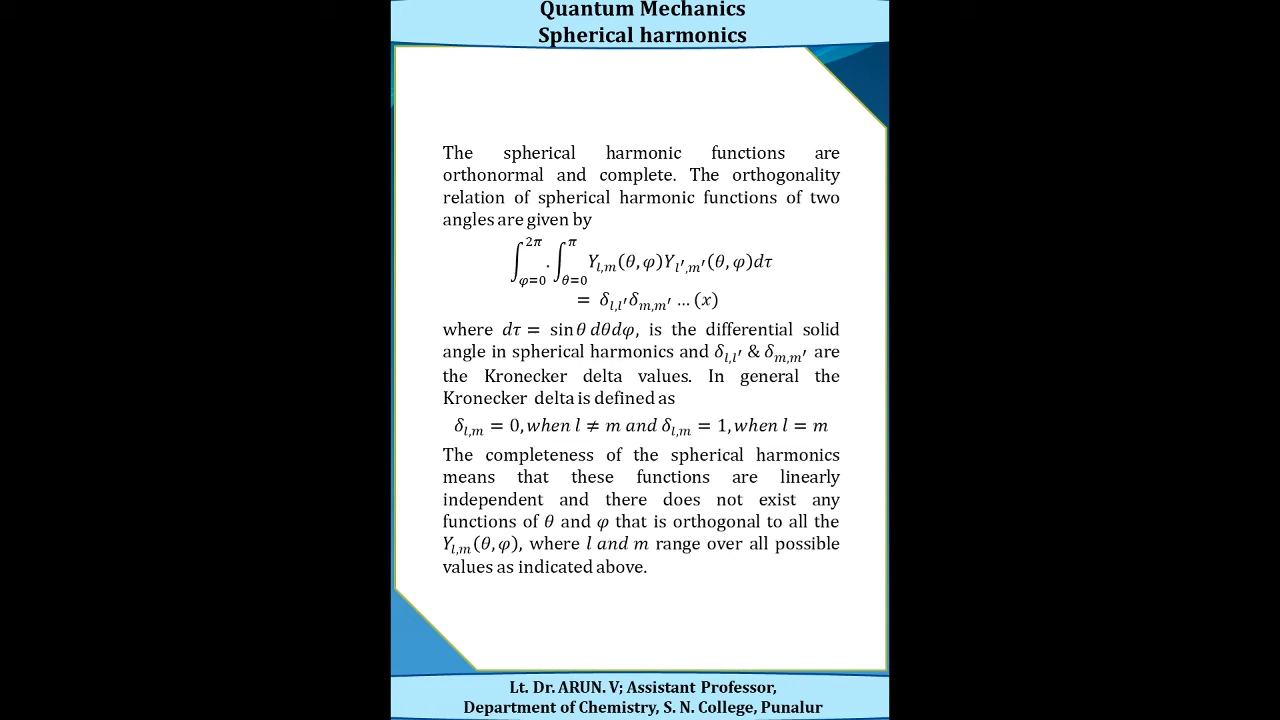 Quantum Mechanics
Spherical harmonics
The spherical harmonic functions are
orthonormal and complete. The orthogonality
relation of spherical harmonic functions of two
angles are given by
∫_{φ=0}^{2π} . ∫_{θ=0}^{π} Y_{l,m}(θ,φ)Y_{l′,m′}(θ,φ)dτ
= δ_{l,l′}δ_{m,m′} … (x)
where dτ = sin θ dθdφ, is the differential solid
angle in spherical harmonics and δ_{l,l′} & δ_{m,m′} are
the Kronecker delta values. In general the
Kronecker delta is defined as
δ_{l,m} = 0, when l ≠ m and δ_{l,m} = 1, when l = m
The completeness of the spherical harmonics
means that these functions are linearly
independent and there does not exist any
functions of θ and φ that is orthogonal to all the
Y_{l,m}(θ,φ), where l and m range over all possible
values as indicated above.
Lt. Dr. ARUN. V; Assistant Professor,
Department of Chemistry, S. N. College, Punalur